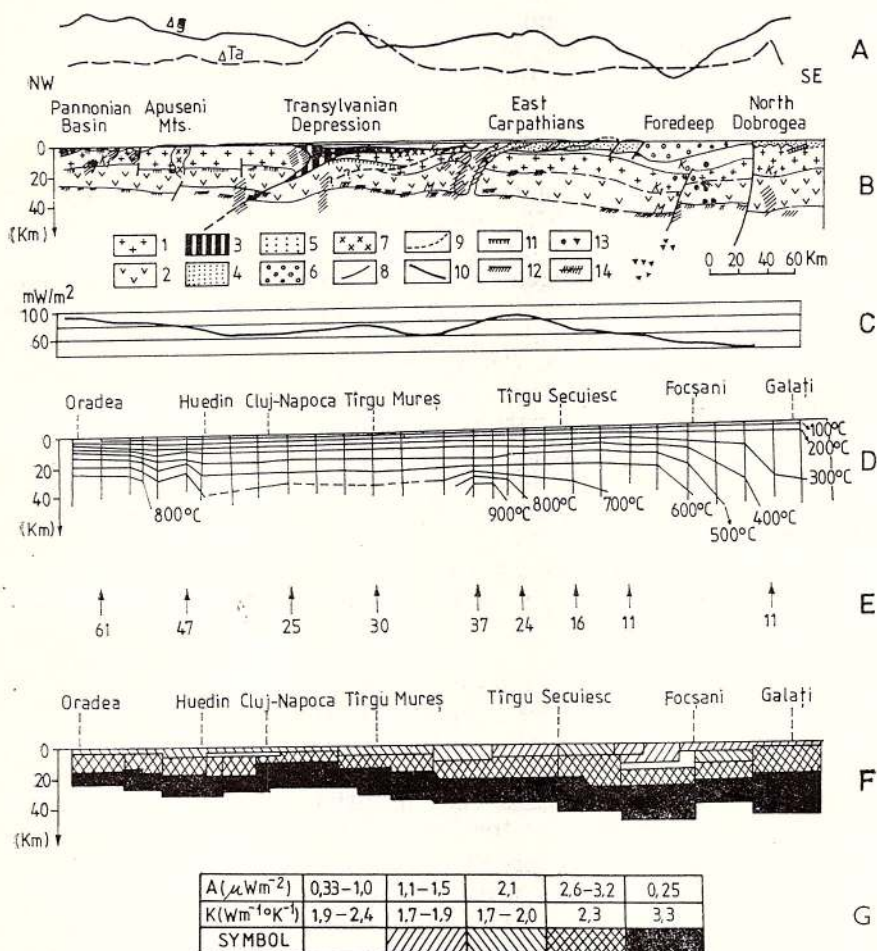 Δg
ΔTa
A
NW
SE
Pannonian Basin
Apuseni Mts.
Transylvanian Depression
East Carpathians
Foredeep
North Dobrogea
0
20
40
(Km)
B
1 3 5 7 9 11 13
2 4 6 8 10 12 14
0 20 40 60 Km
mW/m2
100
60
C
Oradea Huedin Cluj-Napoca Tîrgu Mureș Tîrgu Secuiesc Focșani Galați
0
20
40
(Km)
D
100°C
200°C
300°C
800°C 900°C 800°C 700°C 600°C 500°C 400°C
E
61 47 25 30 37 24 16 11 11
Oradea Huedin Cluj-Napoca Tîrgu Mureș Tîrgu Secuiesc Focșani Galați
0
20
40
(Km)
F
A(μWm⁻²) 0,33–1,0 1,1–1,5 2,1 2,6–3,2 0,25
K(Wm⁻¹°K⁻¹) 1,9–2,4 1,7–1,9 1,7–2,0 2,3 3,3
SYMBOL
G